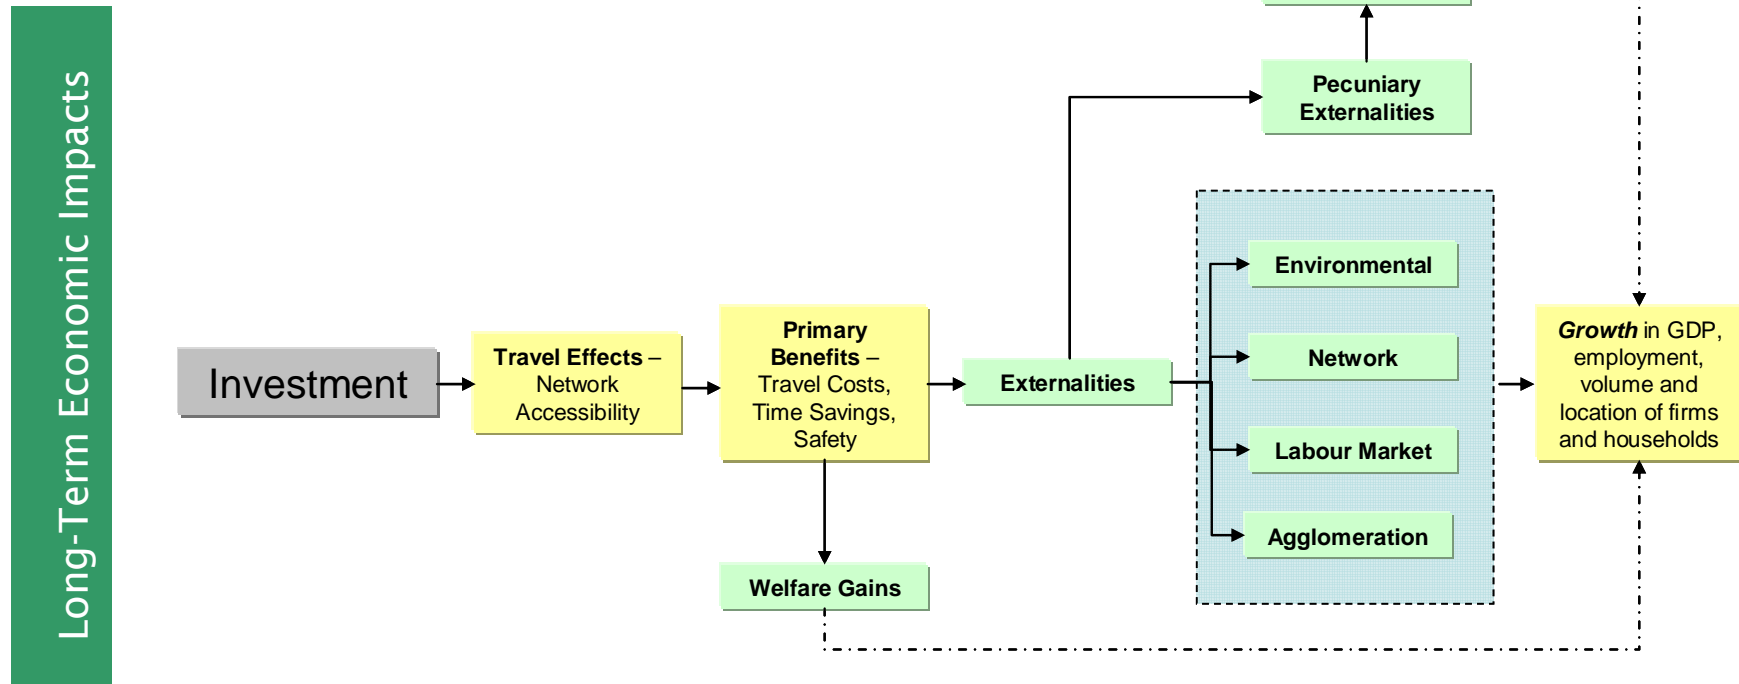 Long-Term Economic Impacts
Pecuniary
Externalities
Environmental
Network
Labour Market
Agglomeration
Investment
Travel Effects –
Network
Accessibility
Primary
Benefits –
Travel Costs,
Time Savings,
Safety
Externalities
Welfare Gains
Growth in GDP,
employment,
volume and
location of firms
and households